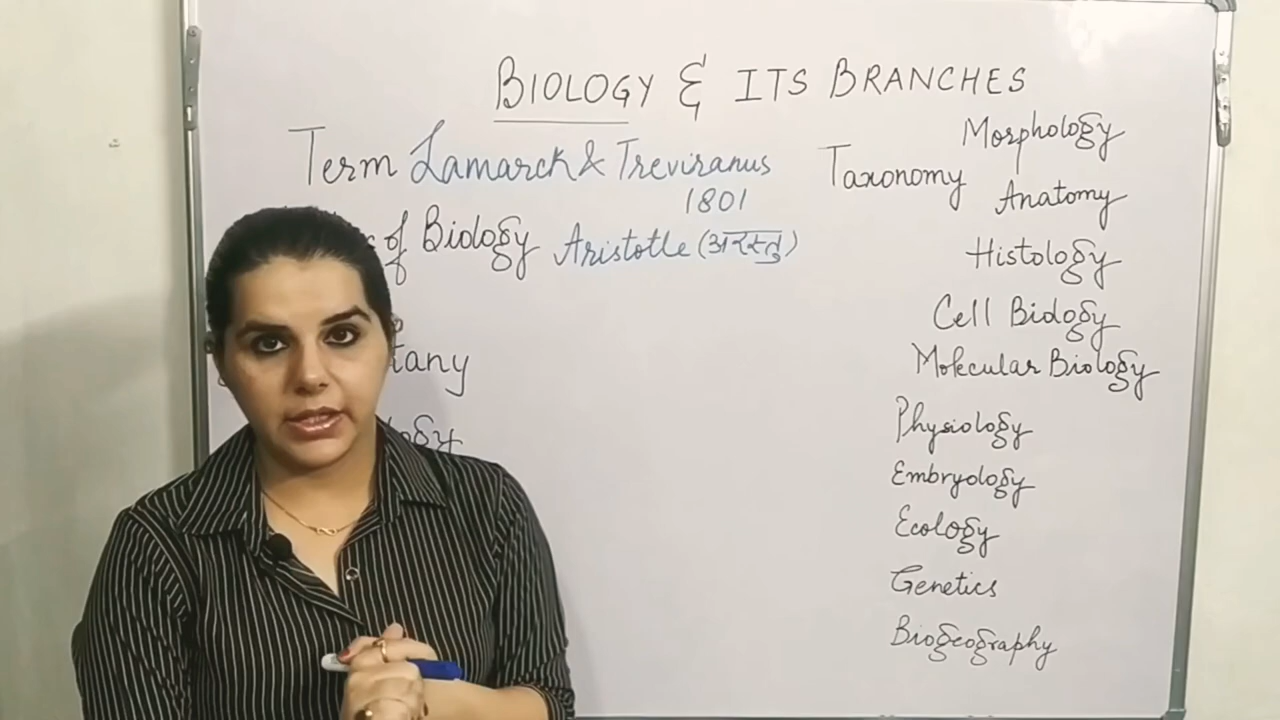 BIOLOGY & ITS BRANCHES
Term Lamarck & Treviranus
1801
of Biology Aristotle (अरस्तु)
tany
ogy
Taxonomy
Morphology
Anatomy
Histology
Cell Biology
Molecular Biology
Physiology
Embryology
Ecology
Genetics
Biogeography